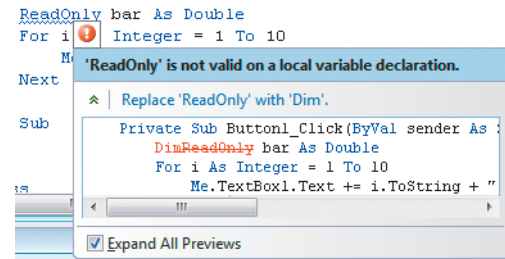 ReadOnly bar As Double
For i Integer = 1 To 10
M
'ReadOnly' is not valid on a local variable declaration.
Next
Replace 'ReadOnly' with 'Dim'.
Sub
Private Sub Button1_Click(ByVal sender As
DimReadOnly bar As Double
For i As Integer = 1 To 10
Me.TextBox1.Text += i.ToString + "
Expand All Previews